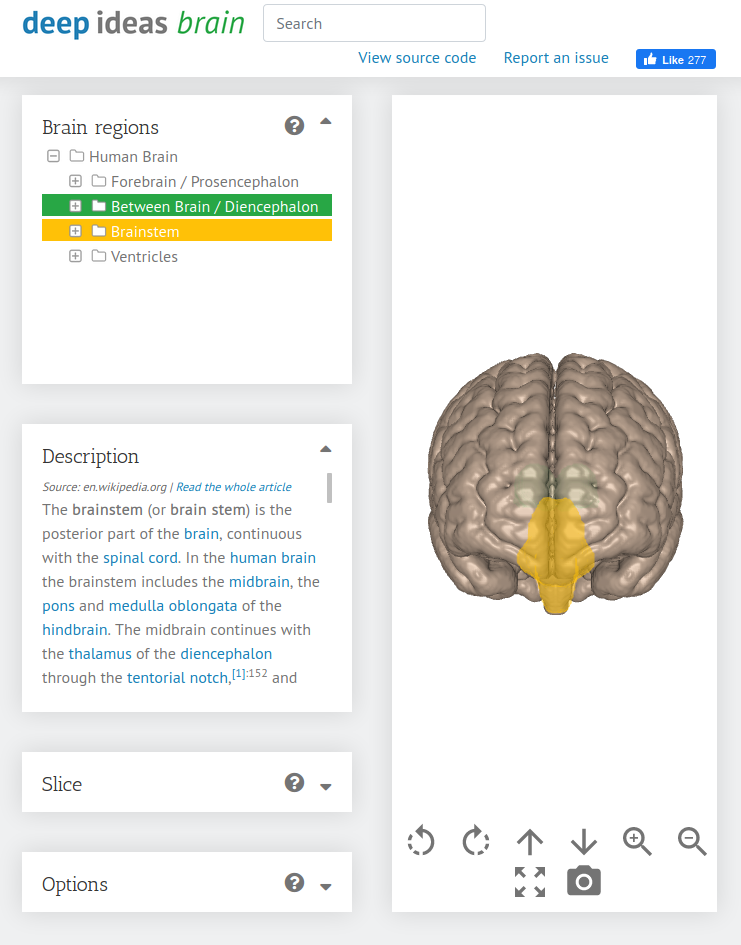 deep ideas brain
Search
View source code
Report an issue
Like 277
Brain regions
Human Brain
Forebrain / Prosencephalon
Between Brain / Diencephalon
Brainstem
Ventricles
Description
Source: en.wikipedia.org | Read the whole article
The brainstem (or brain stem) is the
posterior part of the brain, continuous
with the spinal cord. In the human brain
the brainstem includes the midbrain, the
pons and medulla oblongata of the
hindbrain. The midbrain continues with
the thalamus of the diencephalon
through the tentorial notch,[1]:152 and
Slice
Options